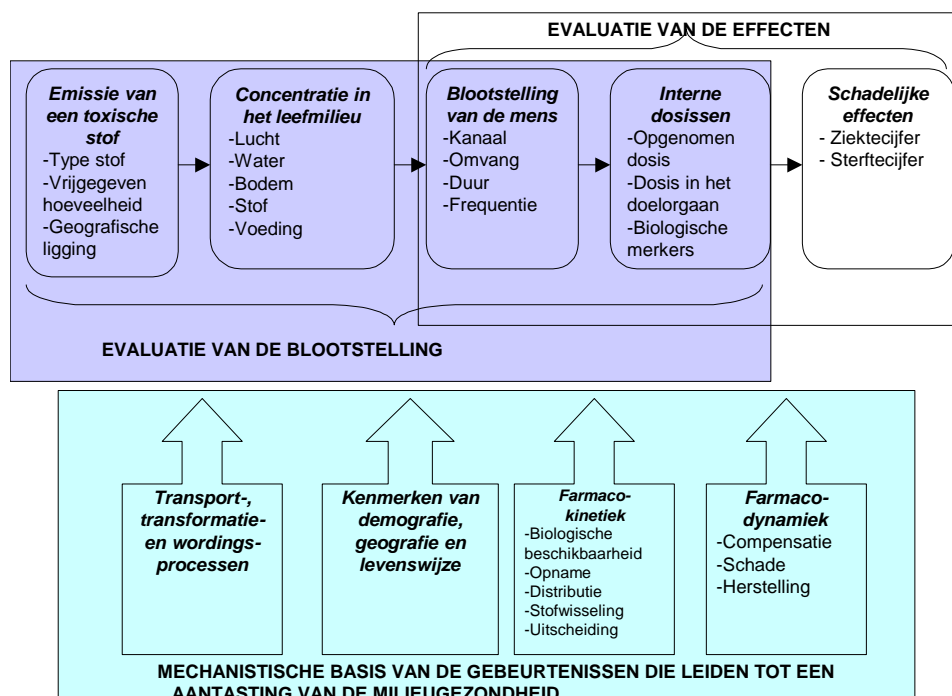 EVALUATIE VAN DE EFFECTEN
Emissie van
een toxische
stof
-Type stof
-Vrijgegeven
hoeveelheid
-Geografische
ligging
Concentratie in
het leefmilieu
-Lucht
-Water
-Bodem
-Stof
-Voeding
Blootstelling
van de mens
-Kanaal
-Omvang
-Duur
-Frequentie
Interne
dosissen
-Opgenomen
dosis
-Dosis in het
doelorgaan
-Biologische
merkers
Schadelijke
effecten
- Ziektecijfer
- Sterftecijfer
EVALUATIE VAN DE BLOOTSTELLING
Transport-,
transformatie-
en wordings-
processen
Kenmerken van
demografie,
geografie en
levenswijze
Farmaco-
kinetiek
-Biologische
beschikbaarheid
-Opname
-Distributie
-Stofwisseling
-Uitscheiding
Farmaco-
dynamiek
-Compensatie
-Schade
-Herstelling
MECHANISTISCHE BASIS VAN DE GEBEURTENISSEN DIE LEIDEN TOT EEN
AANTASTING VAN DE MILIEUGEZONDHEID